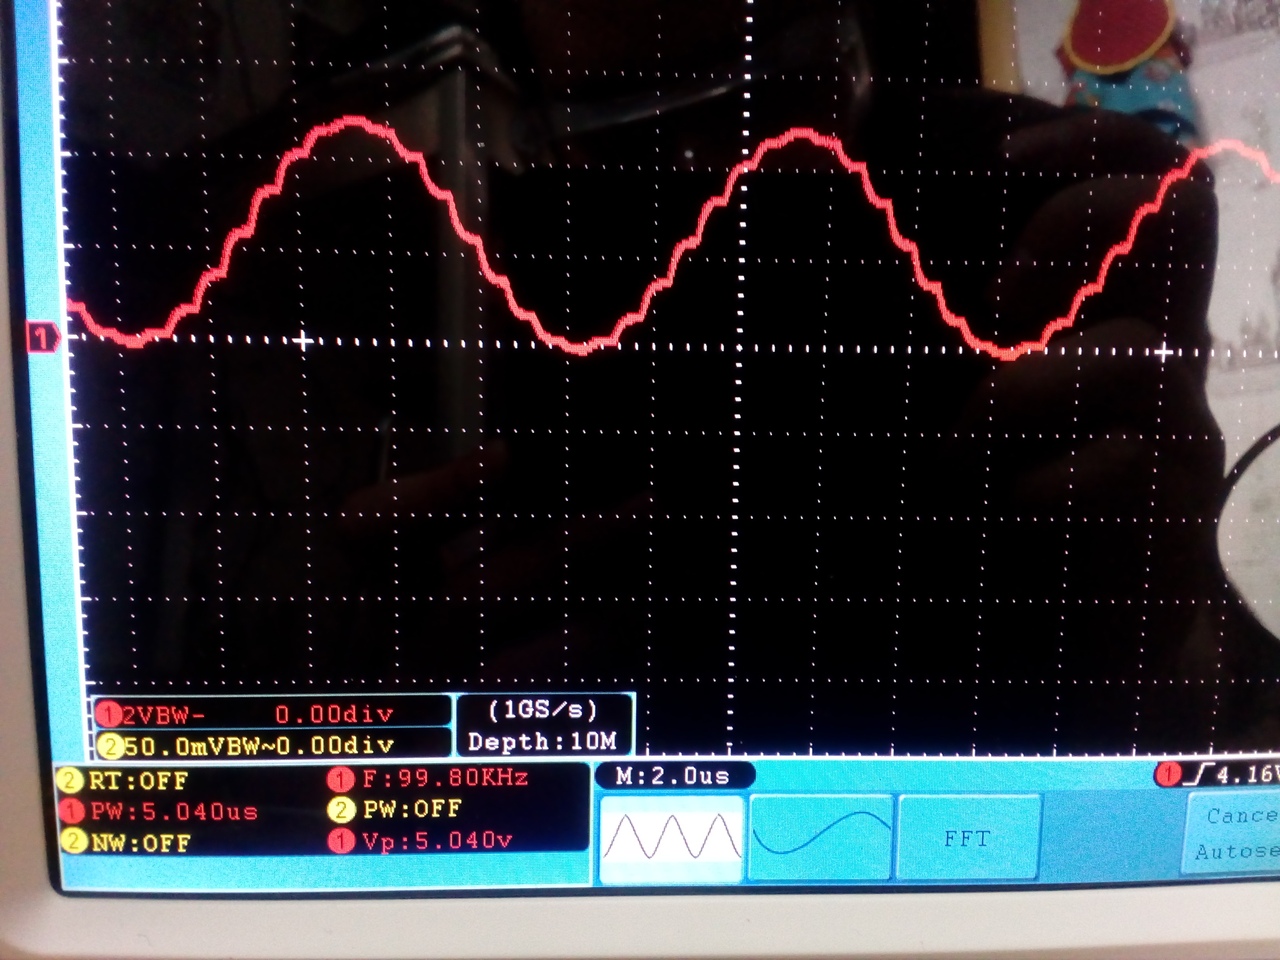 1
1 2VBW- 0.00div
2 50.0mVBW~0.00div
(1GS/s)
Depth:10M
2 RT:OFF 1 F:99.80KHz
1 PW:5.040us 2 PW:OFF
2 NW:OFF 1 Vp:5.040v
M:2.0us
1 4.16V
FFT
Cance
Autose